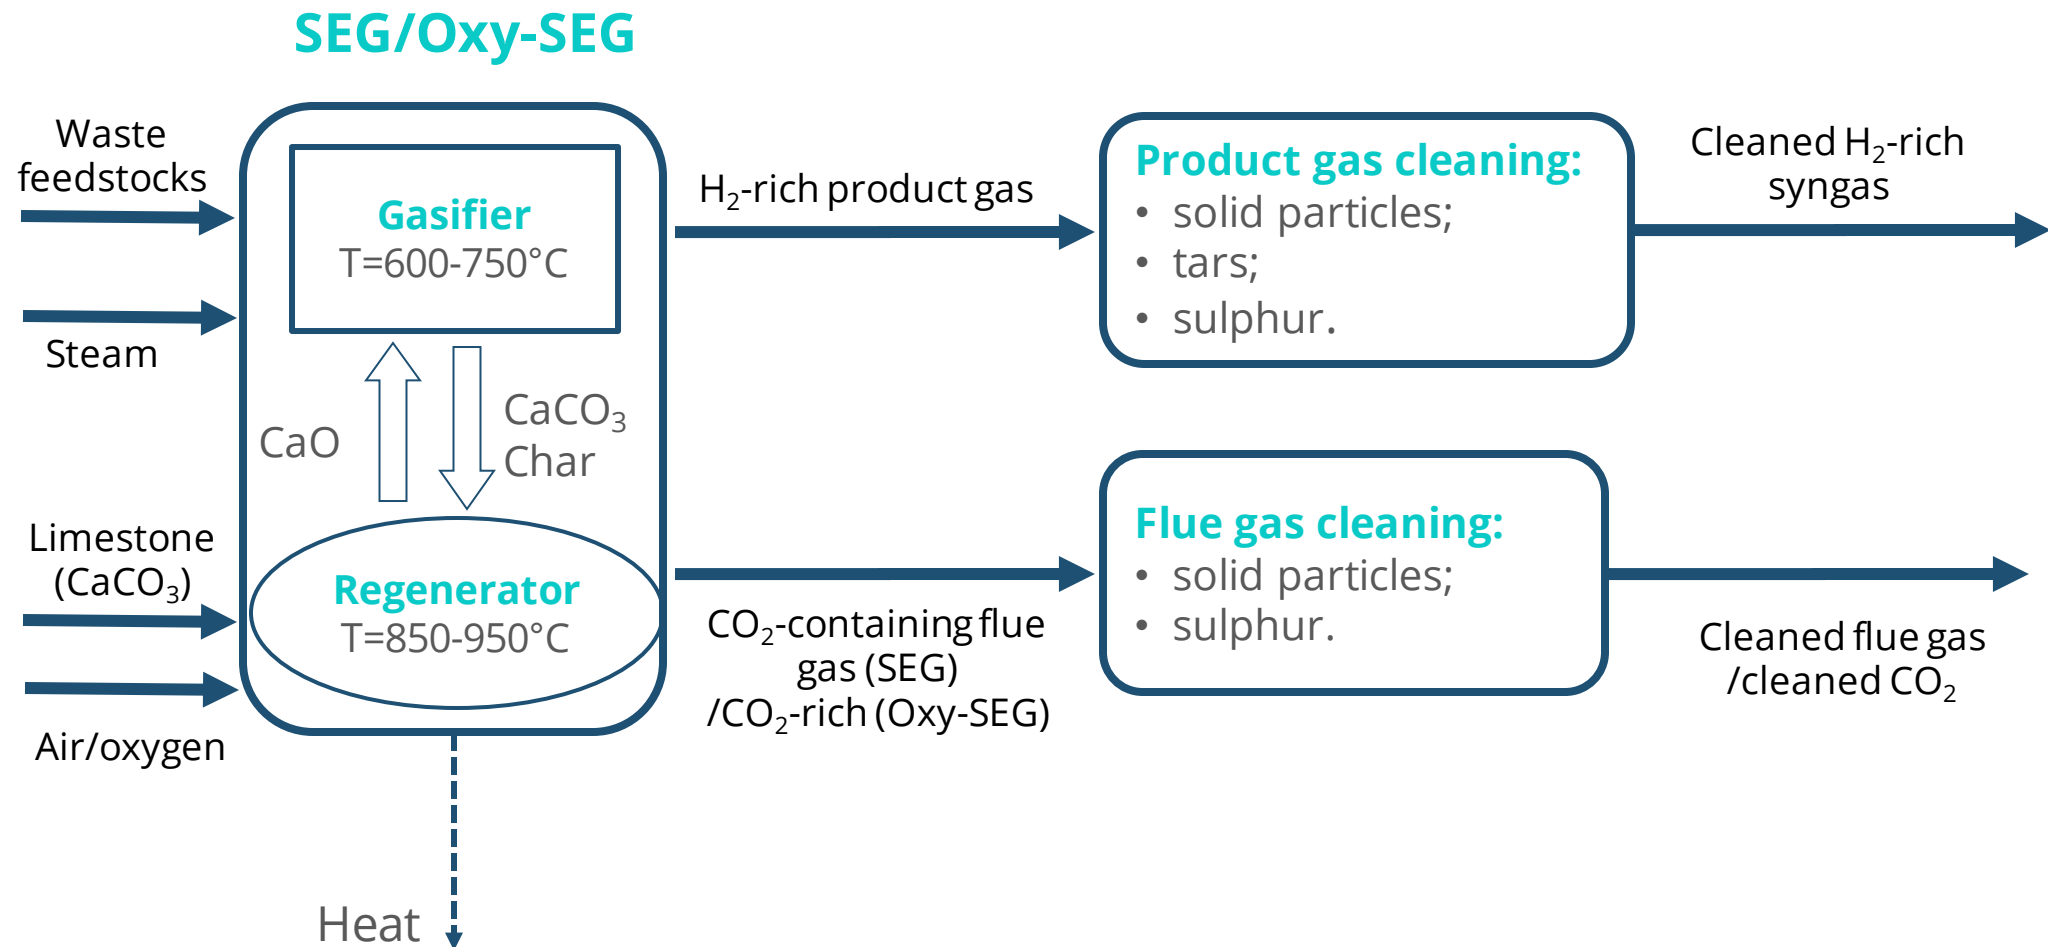 SEG/Oxy-SEG
Waste
feedstocks
Steam
Limestone
(CaCO₃)
Air/oxygen
Gasifier
T=600-750°C
CaO
CaCO₃
Char
Regenerator
T=850-950°C
Heat
H₂-rich product gas
CO₂-containing flue
gas (SEG)
/CO₂-rich (Oxy-SEG)
Product gas cleaning:
• solid particles;
• tars;
• sulphur.
Flue gas cleaning:
• solid particles;
• sulphur.
Cleaned H₂-rich
syngas
Cleaned flue gas
/cleaned CO₂